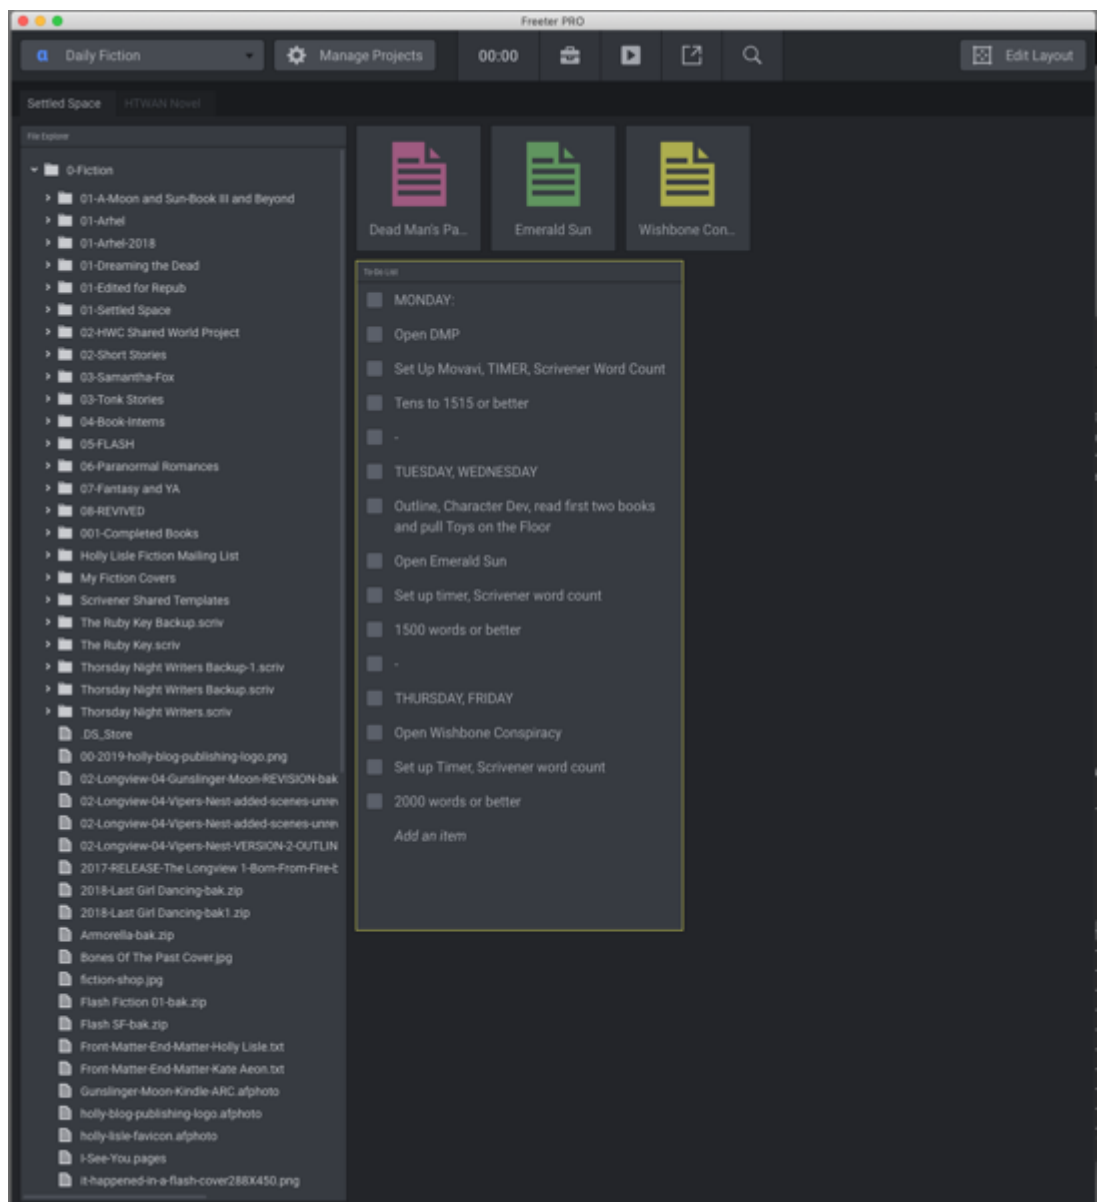 Freeter PRO
α Daily Fiction
Manage Projects
00:00
Edit Layout
Settled Space
HTWAN Novel
File Explorer
0-Fiction
01-A-Moon and Sun-Book III and Beyond
01-Arhel
01-Arhel-2018
01-Dreaming the Dead
01-Edited for Repub
01-Settled Space
02-HWC Shared World Project
02-Short Stories
03-Samantha-Fox
03-Tonk Stories
04-Book-Interns
05-FLASH
06-Paranormal Romances
07-Fantasy and YA
08-REVIVED
001-Completed Books
Holly Lisle Fiction Mailing List
My Fiction Covers
Scrivener Shared Templates
The Ruby Key Backup.scriv
The Ruby Key.scriv
Thorsday Night Writers Backup-1.scriv
Thorsday Night Writers Backup.scriv
Thorsday Night Writers.scriv
.DS_Store
00-2019-holly-blog-publishing-logo.png
02-Longview-04-Gunslinger-Moon-REVISION-bak
02-Longview-04-Vipers-Nest-added-scenes-unrev
02-Longview-04-Vipers-Nest-added-scenes-unrev
02-Longview-04-Vipers-Nest-VERSION-2-OUTLIN
2017-RELEASE-The Longview 1-Born-From-Fire-b
2018-Last Girl Dancing-bak.zip
2018-Last Girl Dancing-bak1.zip
Armorella-bak.zip
Bones Of The Past Cover.jpg
fiction-shop.jpg
Flash Fiction 01-bak.zip
Flash SF-bak.zip
Front-Matter-End-Matter-Holly Lisle.txt
Front-Matter-End-Matter-Kate Aeon.txt
Gunslinger-Moon-Kindle-ARC.afphoto
holly-blog-publishing-logo.afphoto
holly-lisle-favicon.afphoto
I-See-You.pages
it-happened-in-a-flash-cover288X450.png
Dead Man's Pa...
Emerald Sun
Wishbone Con...
To-Do List
MONDAY:
Open DMP
Set Up Movavi, TIMER, Scrivener Word Count
Tens to 1515 or better
-
TUESDAY, WEDNESDAY
Outline, Character Dev, read first two books
and pull Toys on the Floor
Open Emerald Sun
Set up timer, Scrivener word count
1500 words or better
-
THURSDAY, FRIDAY
Open Wishbone Conspiracy
Set up Timer, Scrivener word count
2000 words or better
Add an item